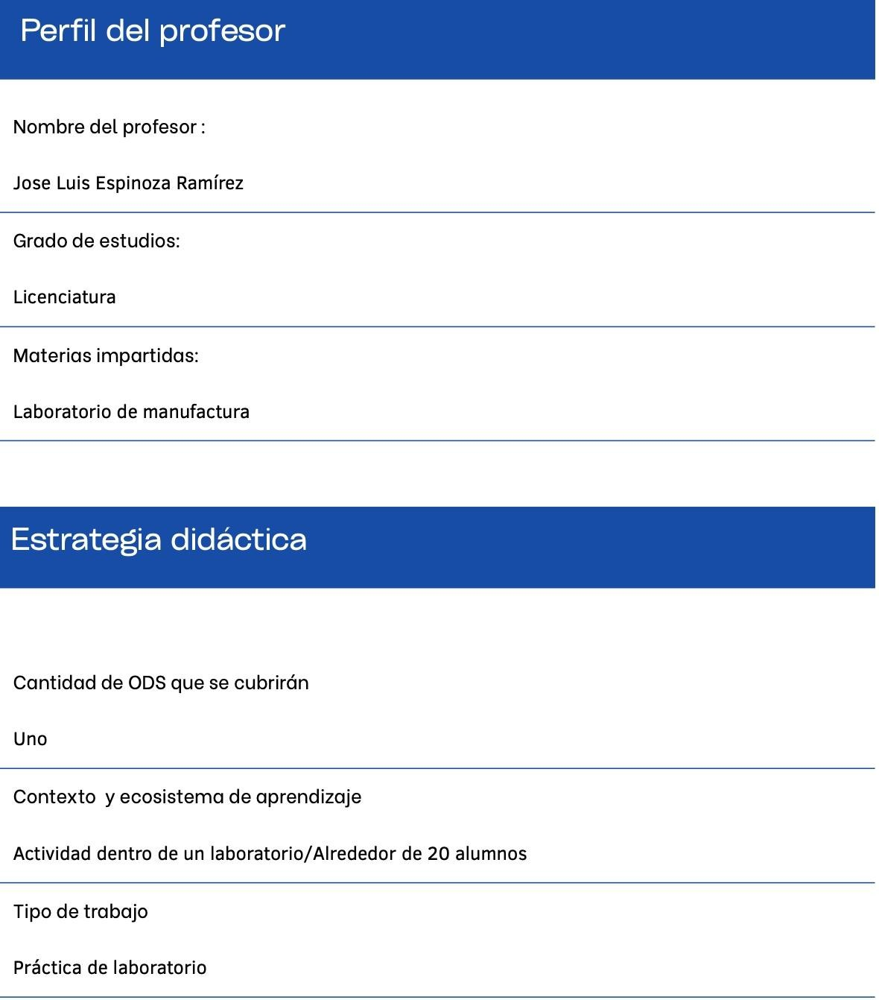 Perfil del profesor
Nombre del profesor :
Jose Luis Espinoza Ramírez
Grado de estudios:
Licenciatura
Materias impartidas:
Laboratorio de manufactura
Estrategia didáctica
Cantidad de ODS que se cubrirán
Uno
Contexto y ecosistema de aprendizaje
Actividad dentro de un laboratorio/Alrededor de 20 alumnos
Tipo de trabajo
Práctica de laboratorio